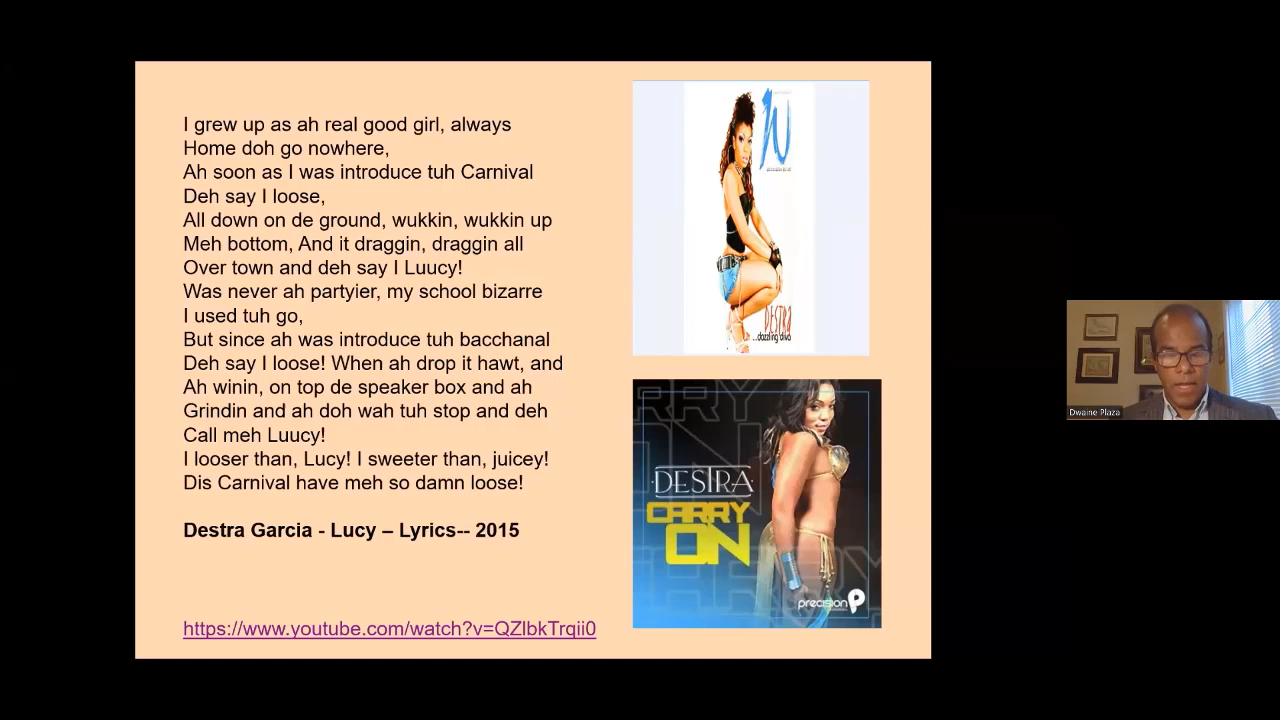 I grew up as ah real good girl, always
Home doh go nowhere,
Ah soon as I was introduce tuh Carnival
Deh say I loose,
All down on de ground, wukkin, wukkin up
Meh bottom, And it draggin, draggin all
Over town and deh say I Luucy!
Was never ah partyier, my school bizarre
I used tuh go,
But since ah was introduce tuh bacchanal
Deh say I loose! When ah drop it hawt, and
Ah winin, on top de speaker box and ah
Grindin and ah doh wah tuh stop and deh
Call meh Luucy!
I looser than, Lucy! I sweeter than, juicey!
Dis Carnival have meh so damn loose!
Destra Garcia - Lucy – Lyrics-- 2015
https://www.youtube.com/watch?v=QZlbkTrqii0
DESTRA
...dazzling diva
DESTRA
CARRY
ON
precision
Dwaine Plaza